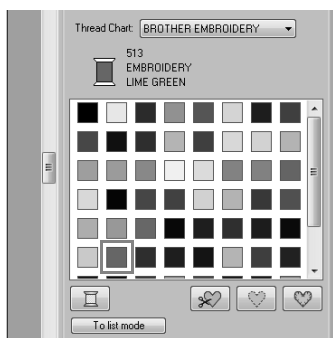 Thread Chart: BROTHER EMBROIDERY
513
EMBROIDERY
LIME GREEN
To list mode